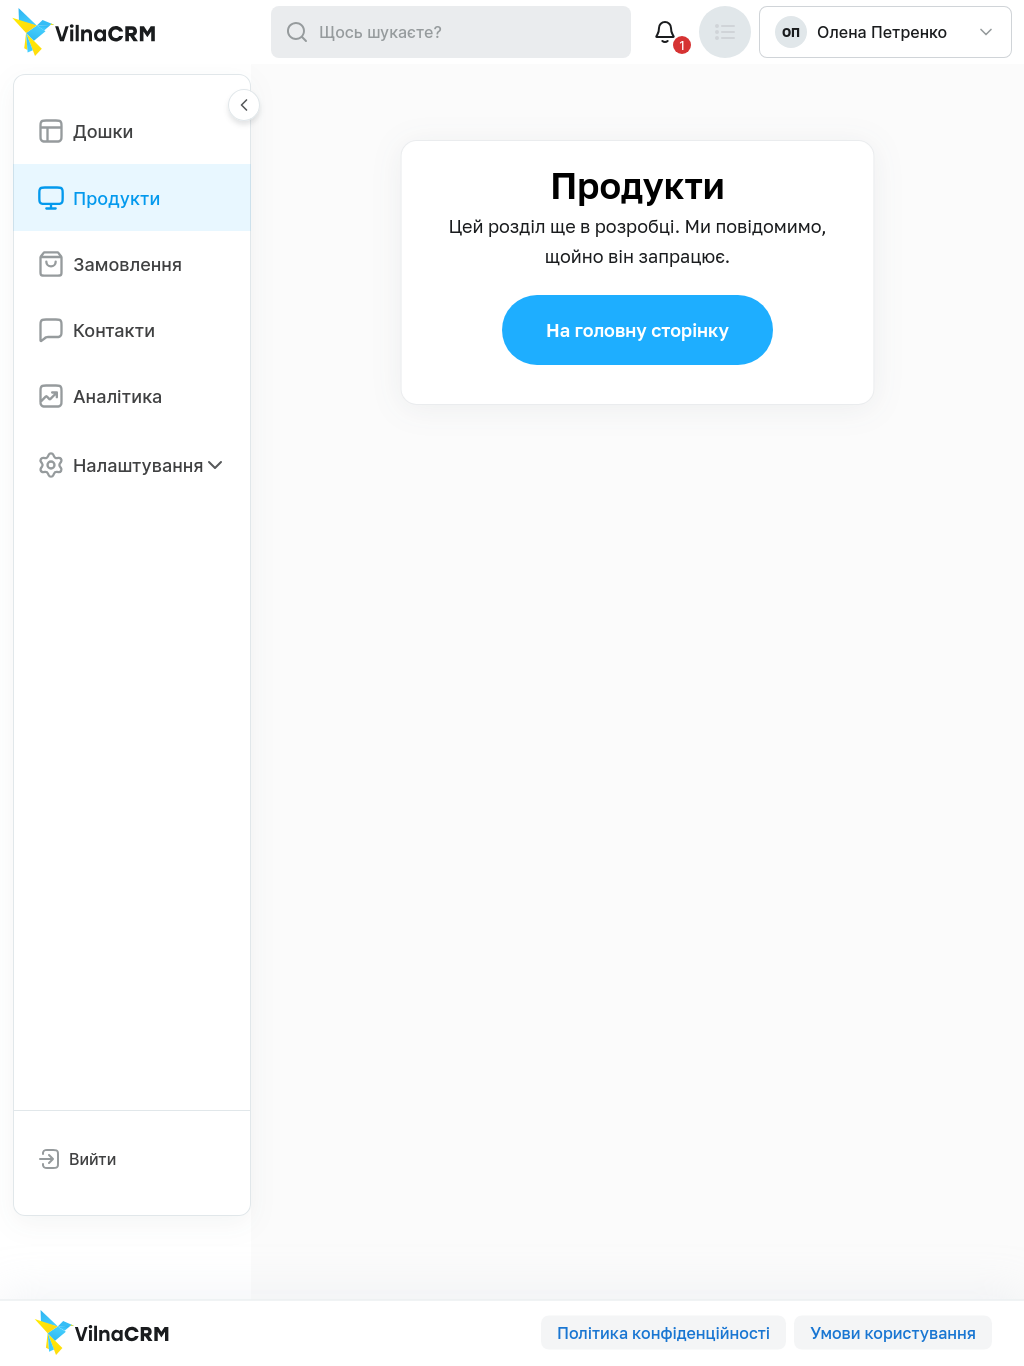 VilnaCRM
Щось шукаєте?
1
ОП
Олена Петренко
Дошки
Продукти
Замовлення
Контакти
Аналітика
Налаштування
Вийти
Продукти
Цей розділ ще в розробці. Ми повідомимо,
щойно він запрацює.
На головну сторінку
VilnaCRM
Політика конфіденційності
Умови користування